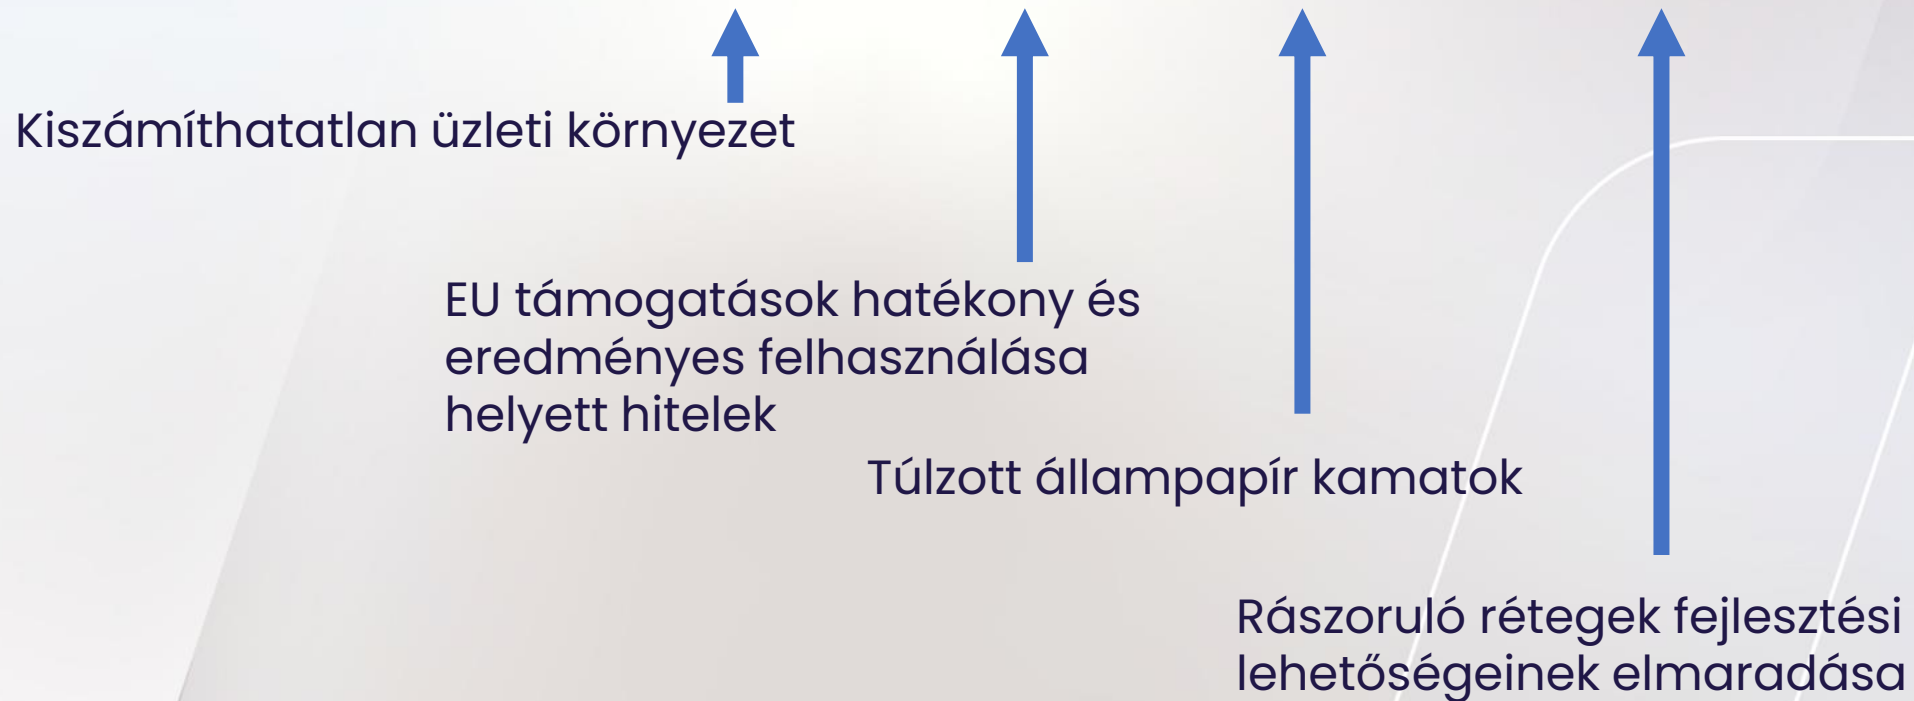 Kiszámíthatatlan üzleti környezet
EU támogatások hatékony és
eredményes felhasználása
helyett hitelek
Túlzott állampapír kamatok
Rászoruló rétegek fejlesztési
lehetőségeinek elmaradása